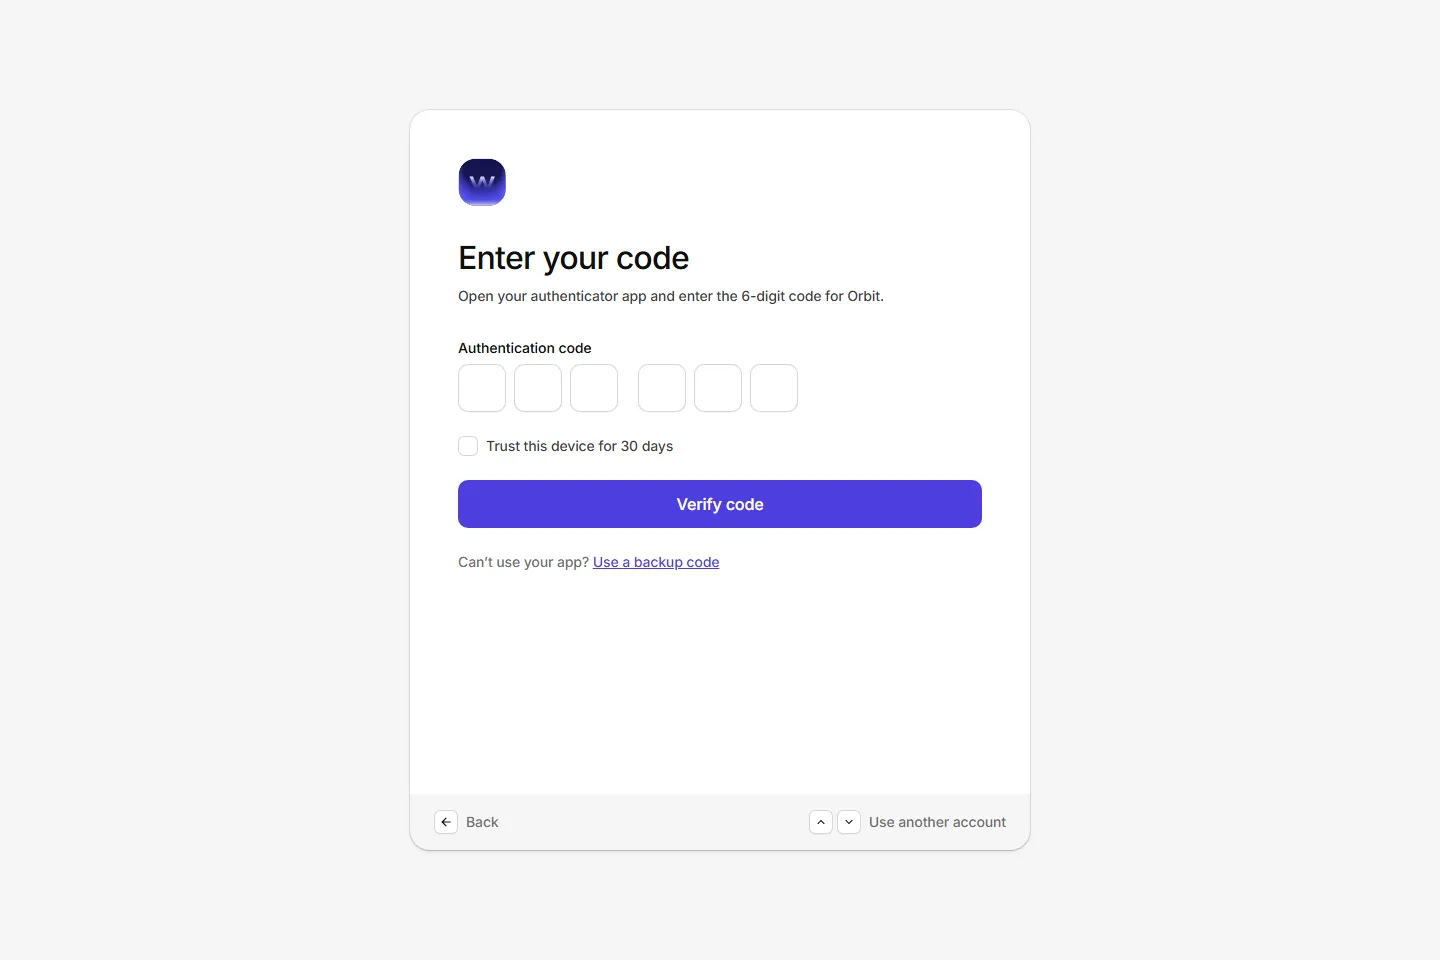 W
Enter your code
Open your authenticator app and enter the 6-digit code for Orbit.
Authentication code
Trust this device for 30 days
Verify code
Can’t use your app? Use a backup code
Back
Use another account